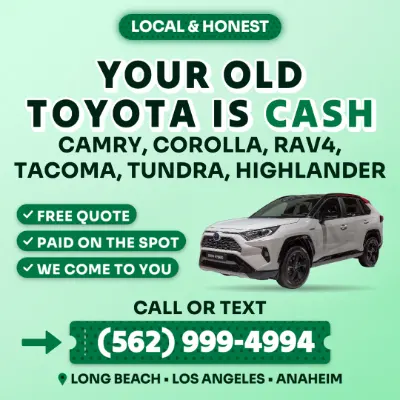 LOCAL & HONEST
YOUR OLD
TOYOTA IS CASH
CAMRY, COROLLA, RAV4,
TACOMA, TUNDRA, HIGHLANDER
FREE QUOTE
PAID ON THE SPOT
WE COME TO YOU
CALL OR TEXT
(562) 999-4994
LONG BEACH • LOS ANGELES • ANAHEIM